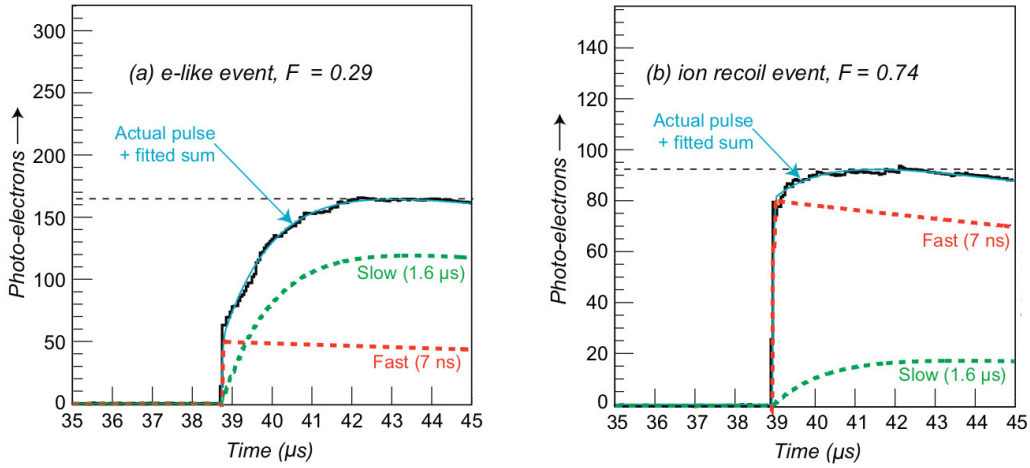 320
300
250
200
150
100
50
0
Photo-electrons
(a) e-like event, F = 0.29
Actual pulse
+ fitted sum
Slow (1.6 µs)
Fast (7 ns)
35 36 37 38 39 40 41 42 43 44 45
Time (µs)
140
120
100
80
60
40
20
0
Photo-electrons
(b) ion recoil event, F = 0.74
Actual pulse
+ fitted sum
Fast (7 ns)
Slow (1.6 µs)
35 36 37 38 39 40 41 42 43 44 45
Time (µs)